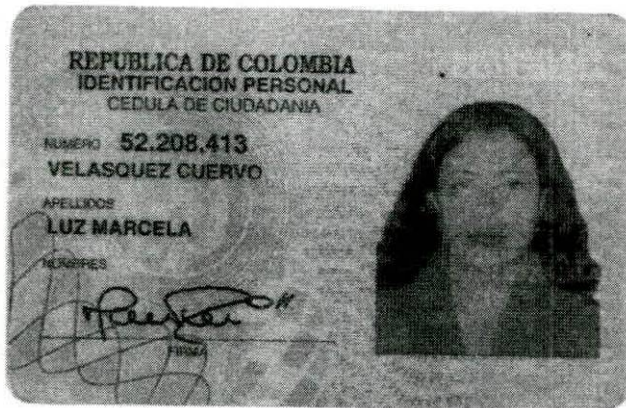 REPUBLICA DE COLOMBIA
IDENTIFICACION PERSONAL
CEDULA DE CIUDADANIA
NUMERO 52.208.413
VELASQUEZ CUERVO
APELLIDOS
LUZ MARCELA
NOMBRES
FIRMA